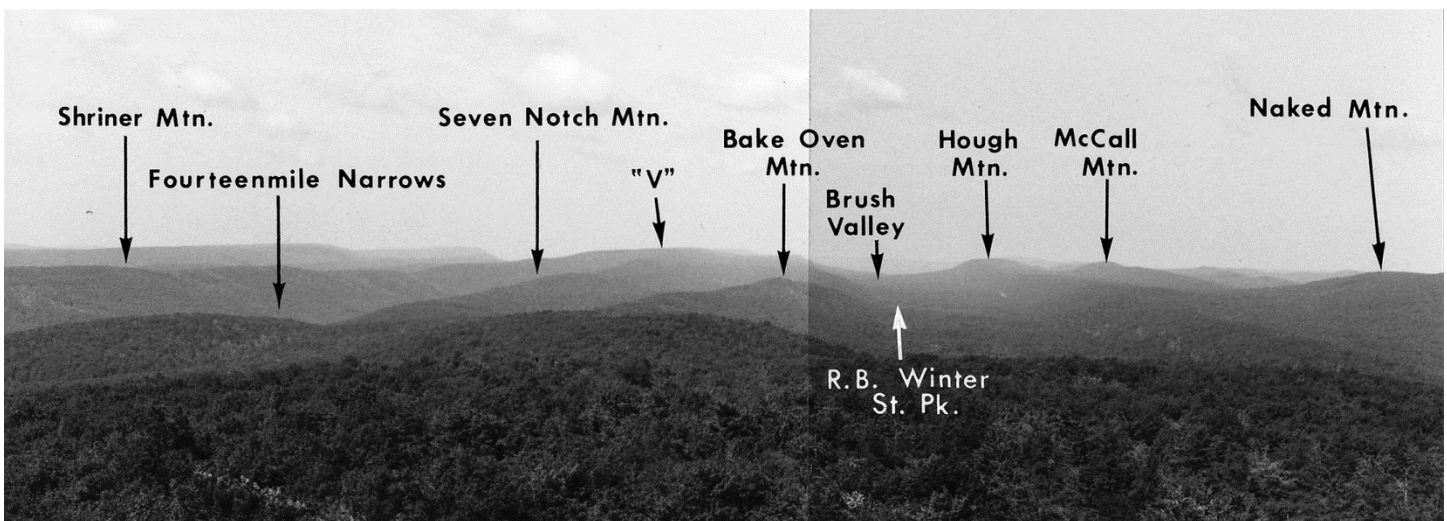 Shriner Mtn.
Fourteenmile Narrows
Seven Notch Mtn.
"V"
Bake Oven
Mtn.
Brush
Valley
R.B. Winter
St. Pk.
Hough
Mtn.
McCall
Mtn.
Naked Mtn.